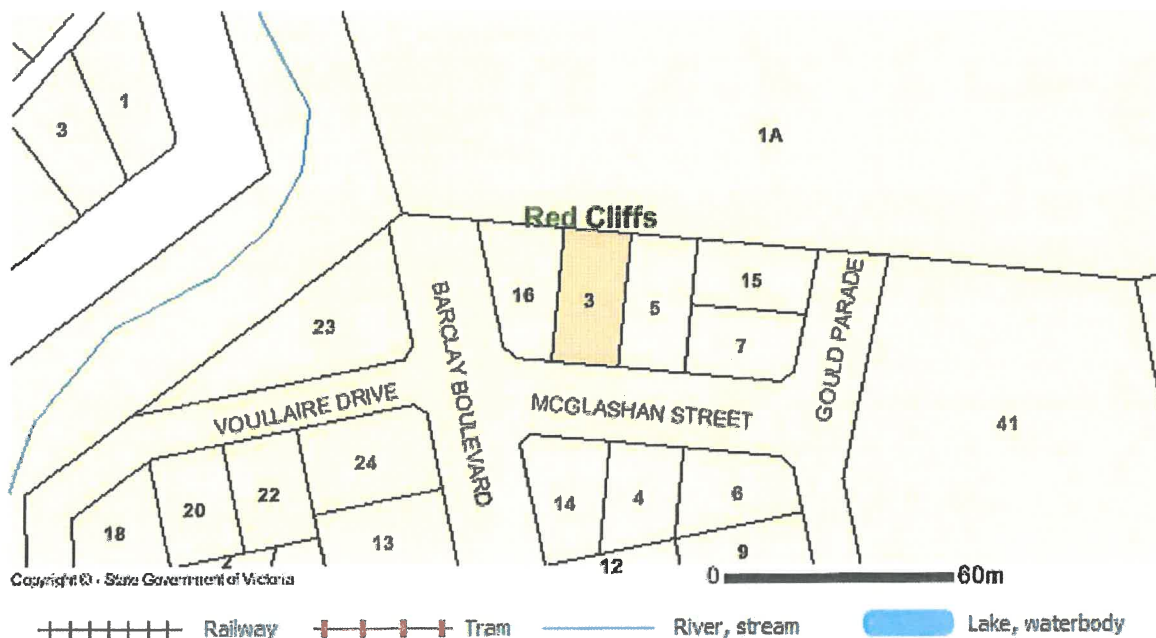 1
3
1A
Red Cliffs
16
3
5
15
7
23
BARCLAY BOULEVARD
GOULD PARADE
VOULLAIRE DRIVE
MCGLASHAN STREET
41
24
22
20
18
14
4
6
13
2
12
9
Copyright © - State Government of Victoria
0 60m
Railway Tram River, stream Lake, waterbody